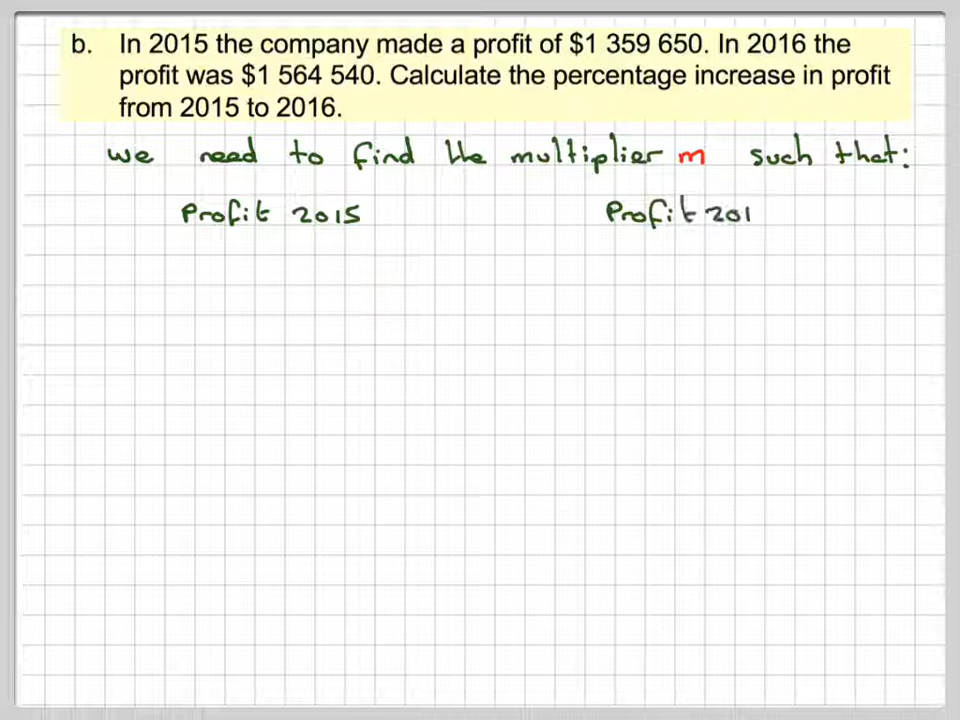 b. In 2015 the company made a profit of $1 359 650. In 2016 the
profit was $1 564 540. Calculate the percentage increase in profit
from 2015 to 2016.
we need to find the multiplier m such that:
Profit 2015 Profit 201